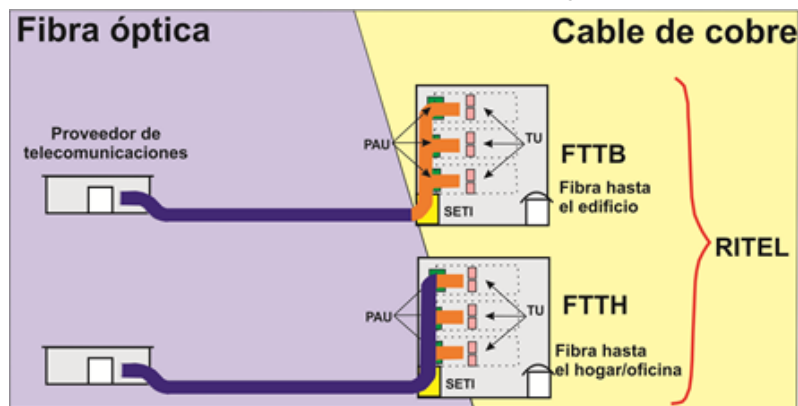 Fibra óptica
Cable de cobre
Proveedor de
telecomunicaciones
PAU
TU
SETI
FTTB
Fibra hasta
el edificio
RITEL
PAU
TU
SETI
FTTH
Fibra hasta
el hogar/oficina